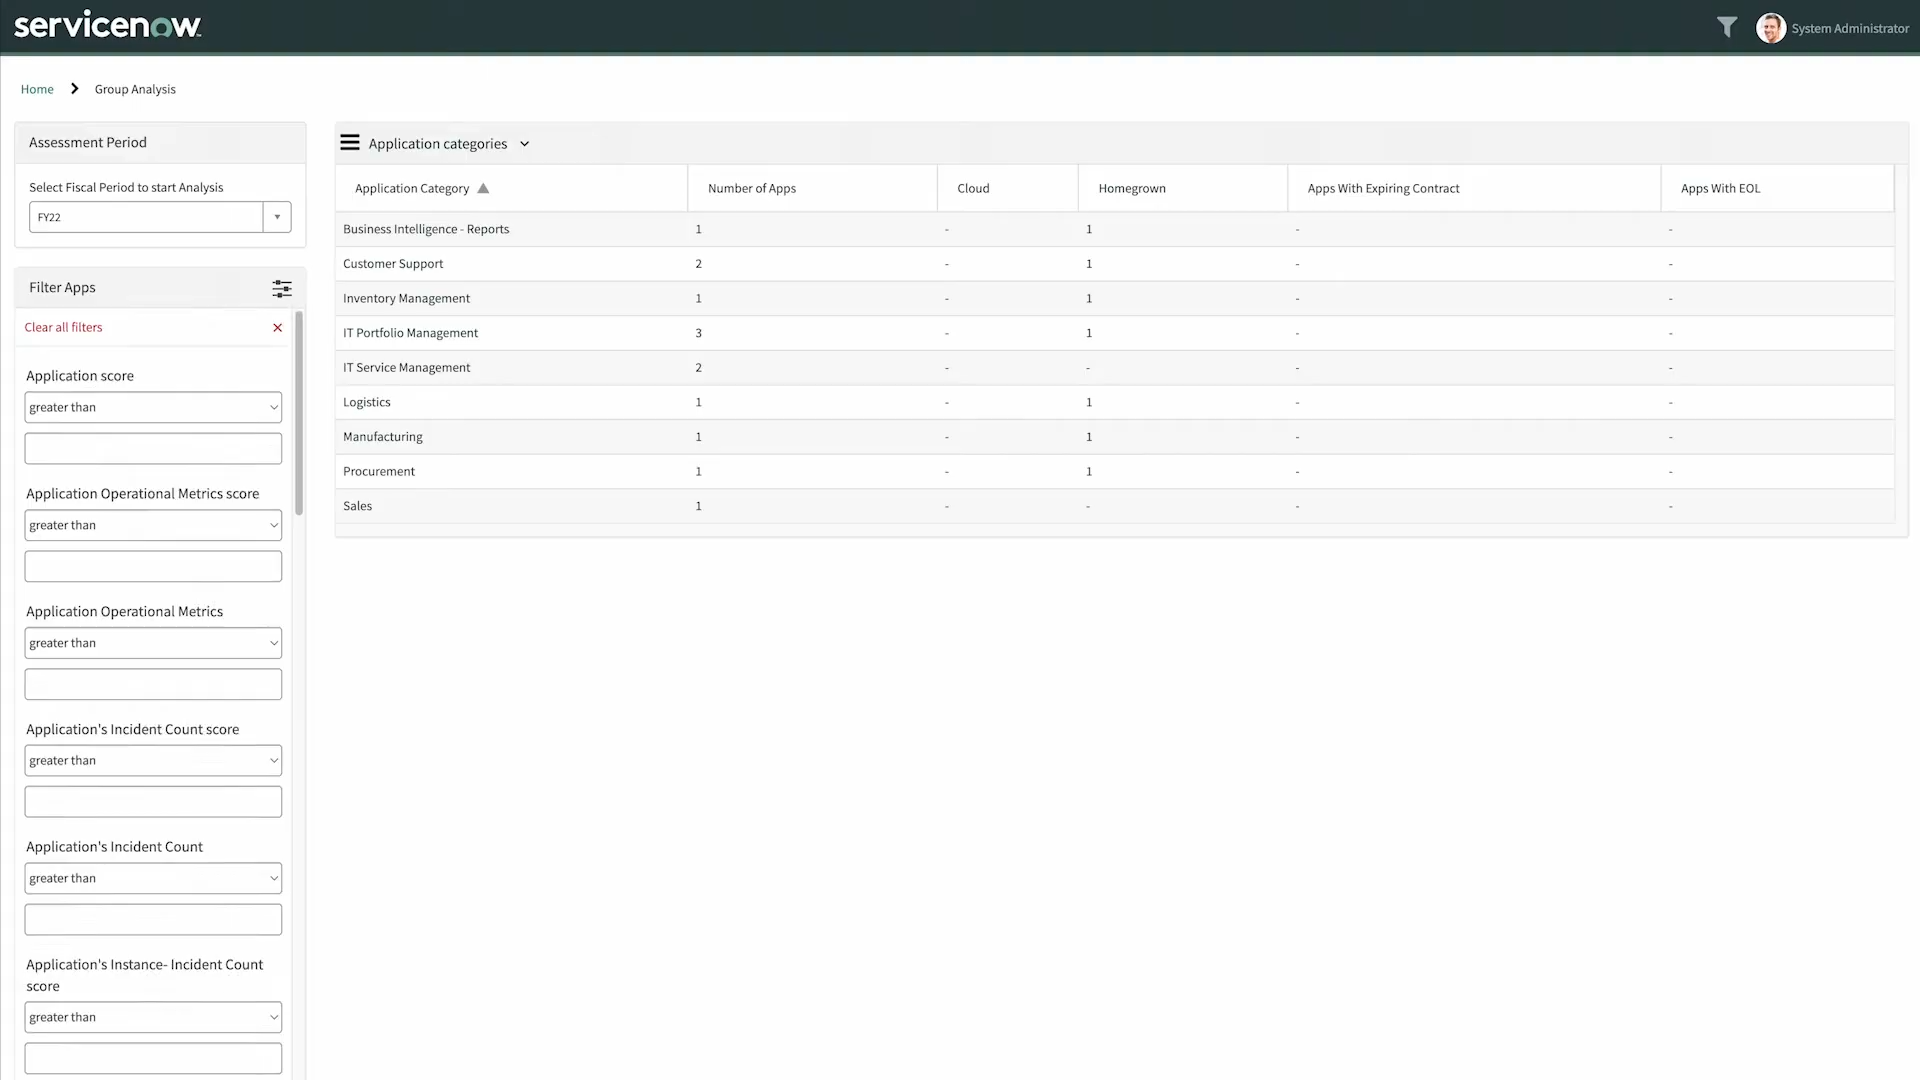 servicenow
System Administrator
Home Group Analysis
Assessment Period
Select Fiscal Period to start Analysis
FY22
Filter Apps
Clear all filters
Application score
greater than
Application Operational Metrics score
greater than
Application Operational Metrics
greater than
Application's Incident Count score
greater than
Application's Incident Count
greater than
Application's Instance- Incident Count
score
greater than
Application categories
Application Category Number of Apps Cloud Homegrown Apps With Expiring Contract Apps With EOL
Business Intelligence - Reports 1 - 1 - -
Customer Support 2 - 1 - -
Inventory Management 1 - 1 - -
IT Portfolio Management 3 - 1 - -
IT Service Management 2 - - - -
Logistics 1 - 1 - -
Manufacturing 1 - 1 - -
Procurement 1 - 1 - -
Sales 1 - - - -